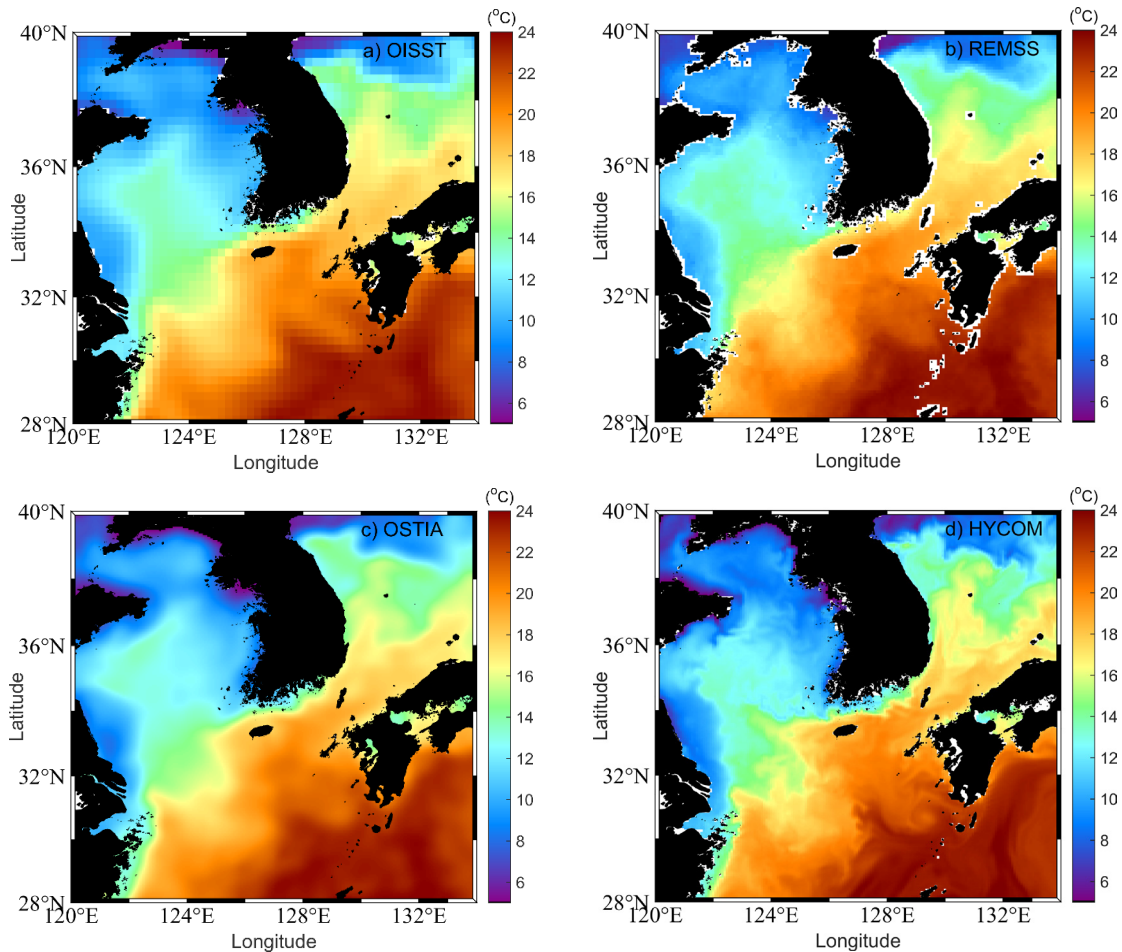 (°C)
40°N
a) OISST
24
22
20
36°N
18
16
Latitude
14
32°N
12
10
8
6
28°N
120°E
124°E
128°E
132°E
Longitude
(°C)
40°N
b) REMSS
24
22
20
36°N
18
16
Latitude
14
32°N
12
10
8
6
28°N
120°E
124°E
128°E
132°E
Longitude
(°C)
40°N
c) OSTIA
24
22
20
36°N
18
16
Latitude
14
32°N
12
10
8
6
28°N
120°E
124°E
128°E
132°E
Longitude
(°C)
40°N
d) HYCOM
24
22
20
36°N
18
16
Latitude
14
32°N
12
10
8
6
28°N
120°E
124°E
128°E
132°E
Longitude